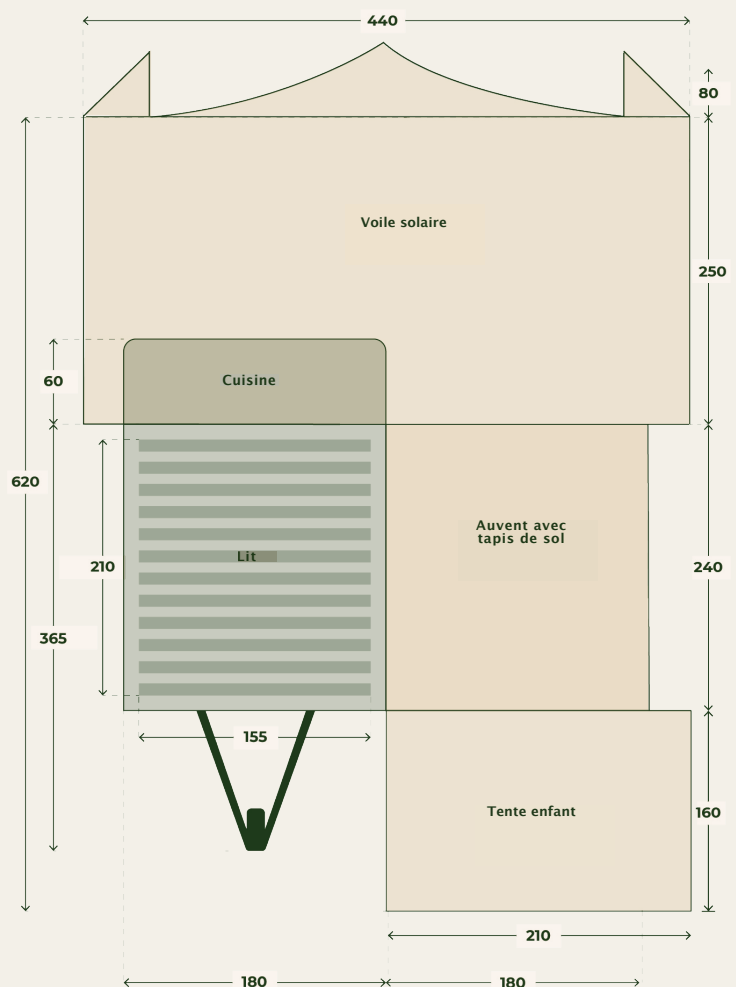 440
80
Voile solaire
250
Cuisine
60
620
Auvent avec
tapis de sol
Lit
210
240
365
155
Tente enfant
160
210
180
180